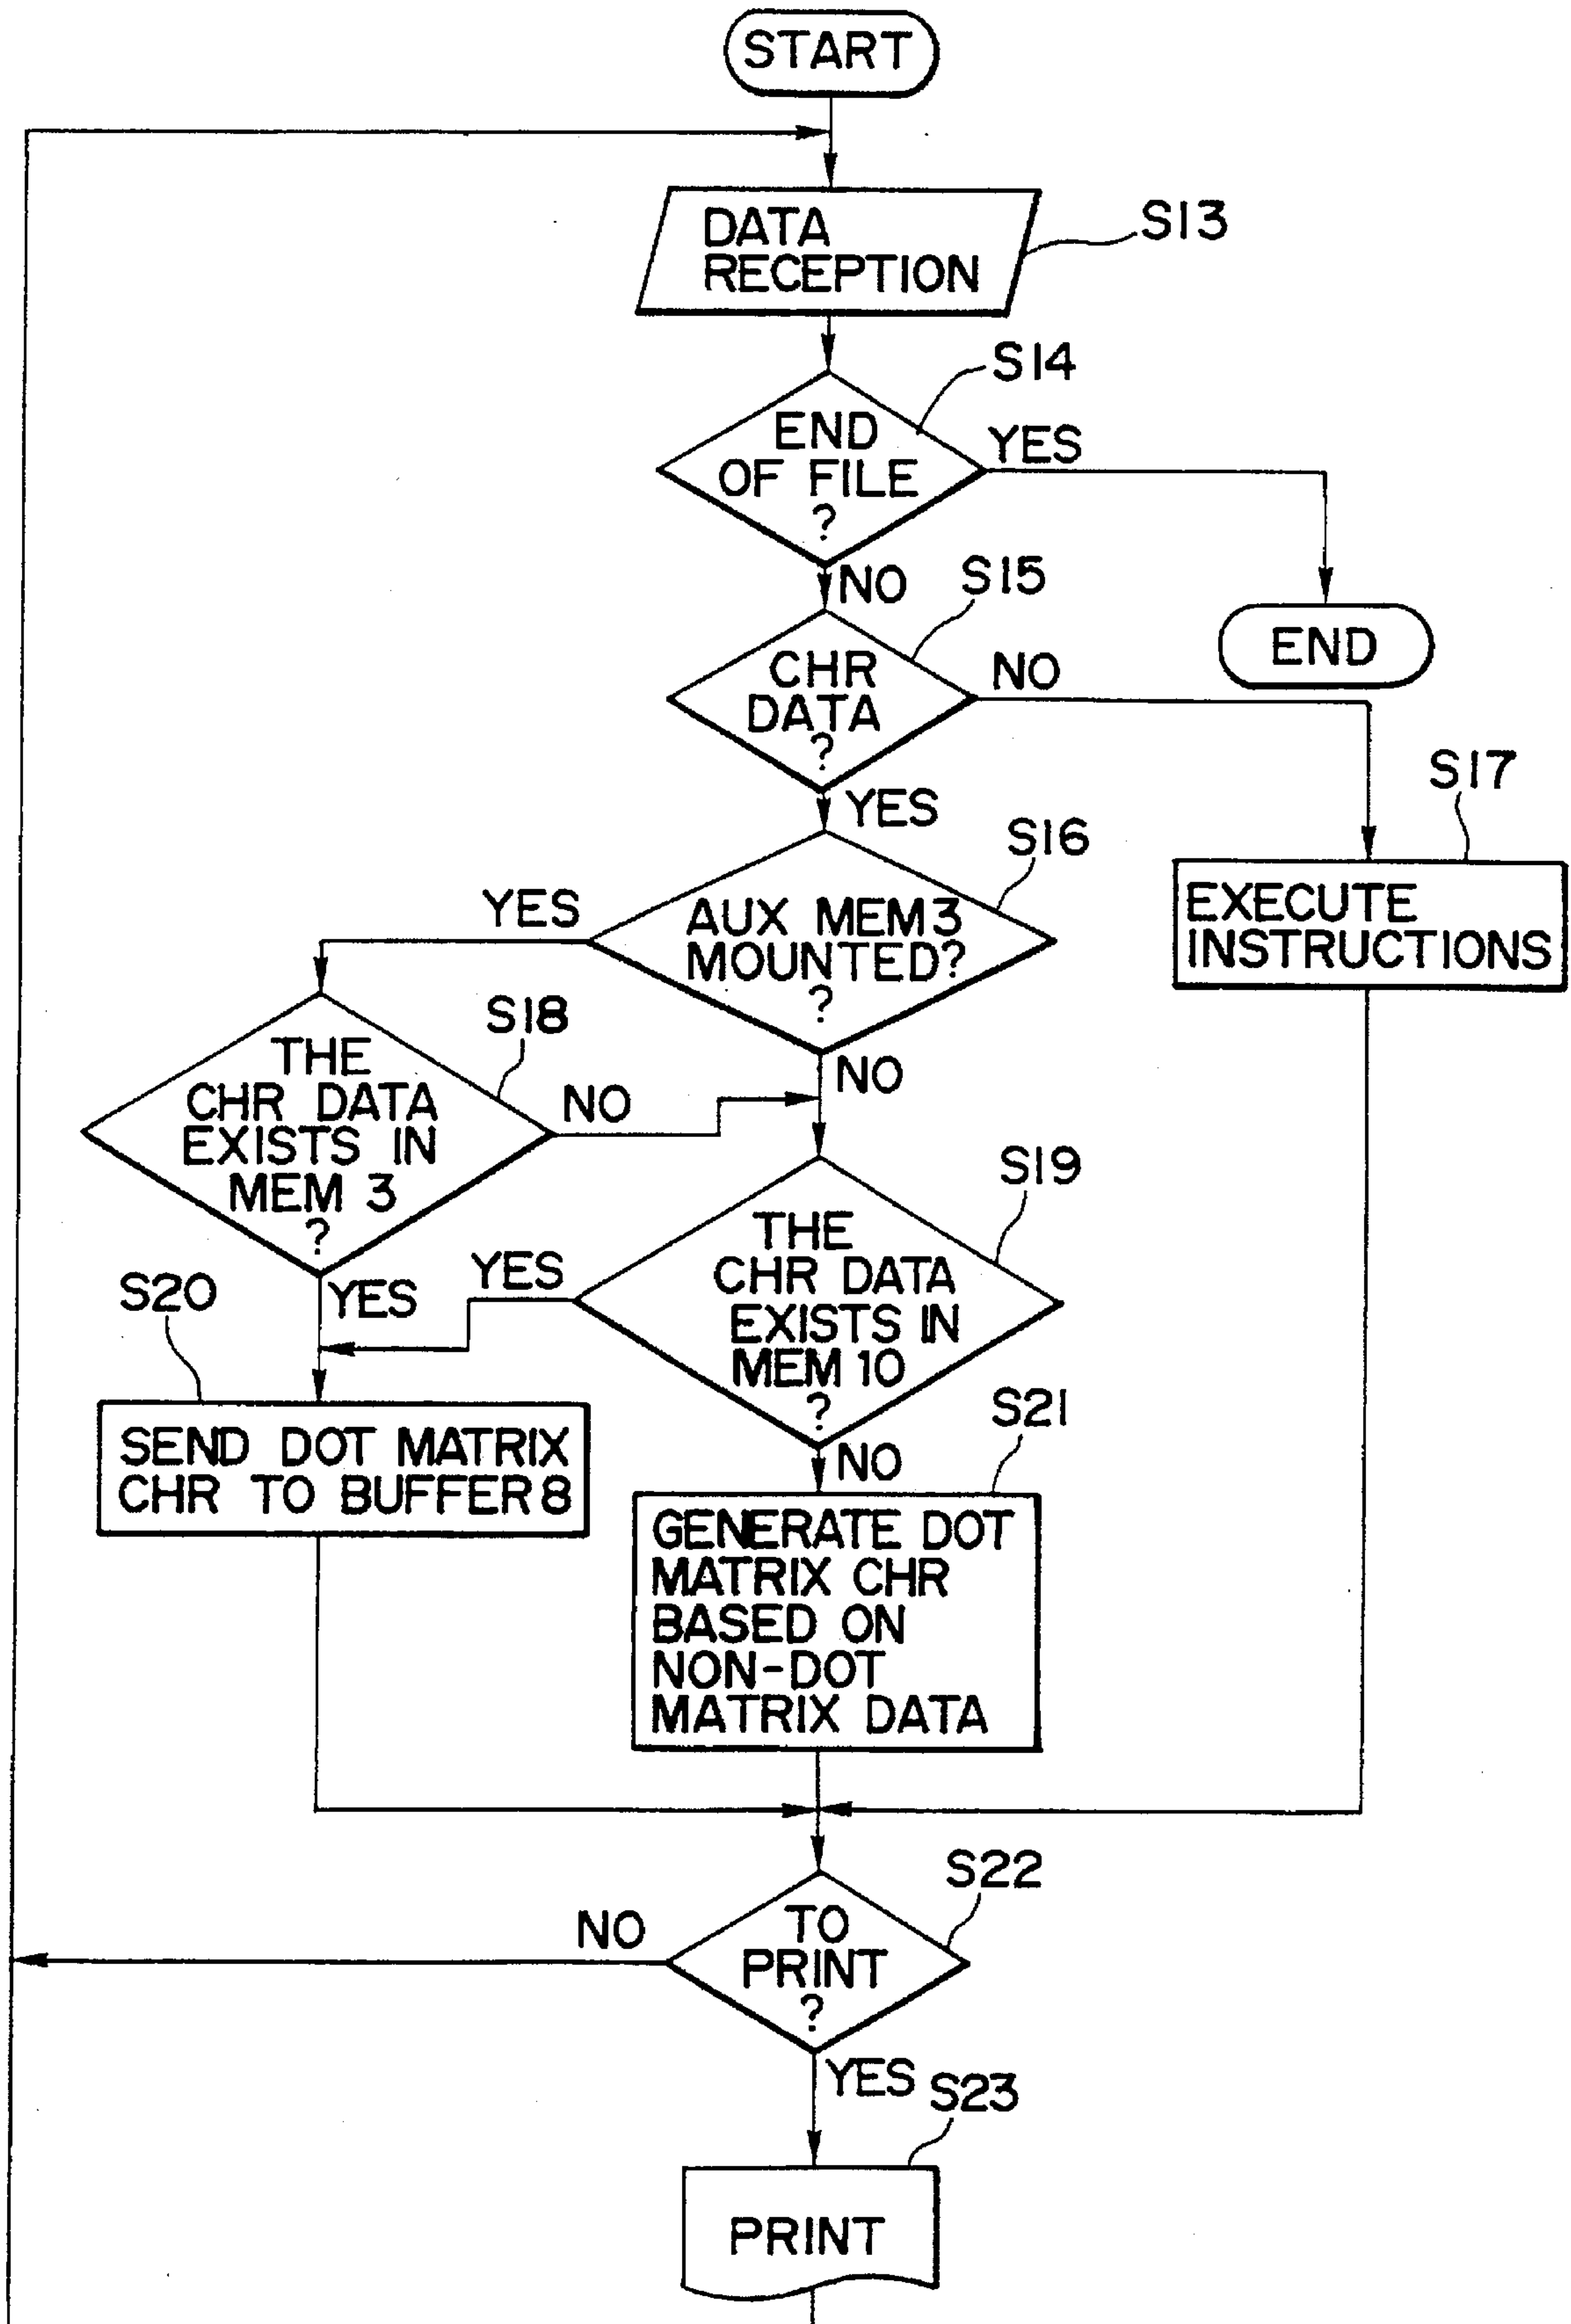 START
DATA
RECEPTION
S13
S14
END
OF FILE
?
YES
NO
S15
END
CHR
DATA
?
NO
YES
S17
S16
EXECUTE
INSTRUCTIONS
YES
AUX MEM 3
MOUNTED?
?
S18
THE
CHR DATA
EXISTS IN
MEM 3
?
NO
NO
S19
THE
CHR DATA
EXISTS IN
MEM 10
?
YES
YES
S20
S21
SEND DOT MATRIX
CHR TO BUFFER 8
NO
GENERATE DOT
MATRIX CHR
BASED ON
NON-DOT
MATRIX DATA
S22
NO
TO
PRINT
?
YES
S23
PRINT